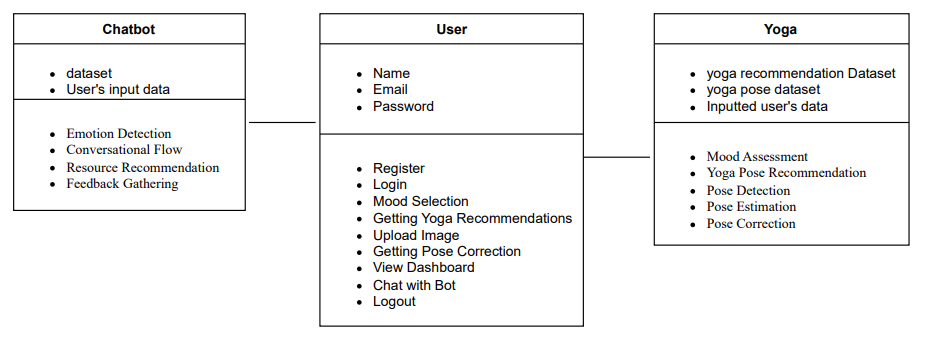 Chatbot
• dataset
• User's input data
• Emotion Detection
• Conversational Flow
• Resource Recommendation
• Feedback Gathering
User
• Name
• Email
• Password
• Register
• Login
• Mood Selection
• Getting Yoga Recommendations
• Upload Image
• Getting Pose Correction
• View Dashboard
• Chat with Bot
• Logout
Yoga
• yoga recommendation Dataset
• yoga pose dataset
• Inputted user's data
• Mood Assessment
• Yoga Pose Recommendation
• Pose Detection
• Pose Estimation
• Pose Correction